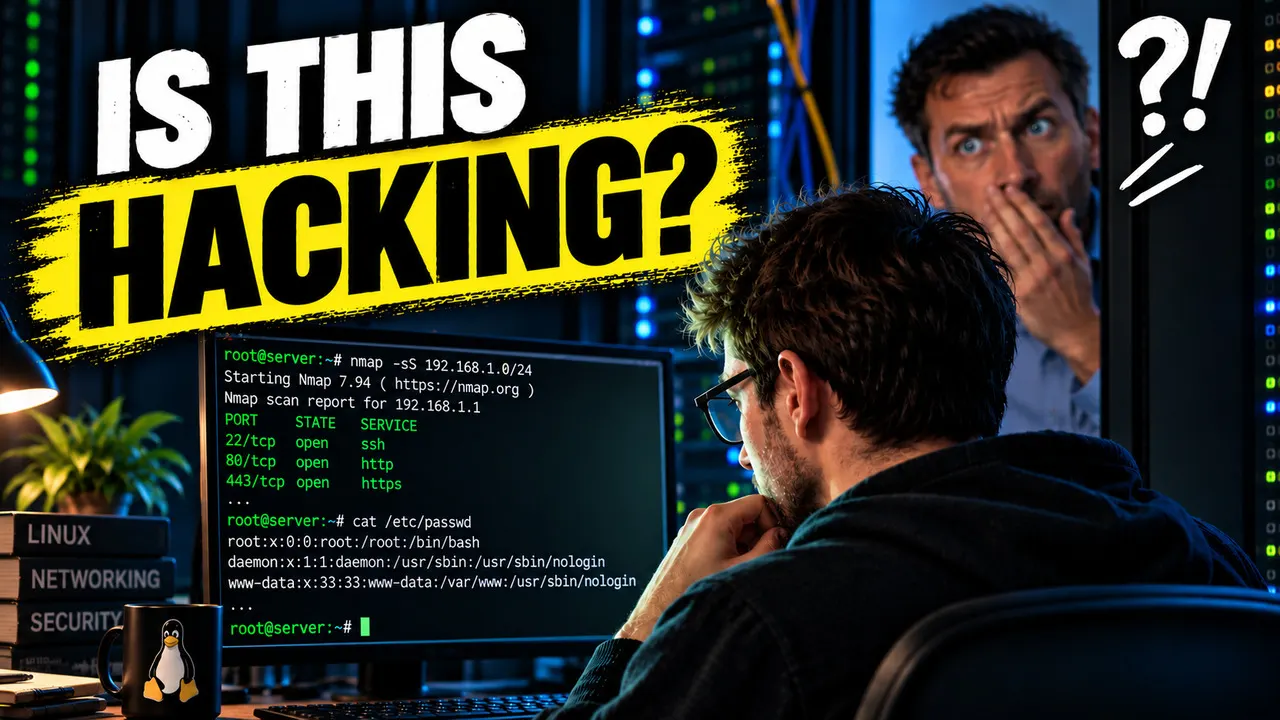 IS THIS
HACKING?
?!
root@server:~# nmap -sS 192.168.1.0/24
Starting Nmap 7.94 ( https://nmap.org )
Nmap scan report for 192.168.1.1
PORT STATE SERVICE
22/tcp open ssh
80/tcp open http
443/tcp open https
...
root@server:~# cat /etc/passwd
root:x:0:0:root:/root:/bin/bash
daemon:x:1:1:daemon:/usr/sbin:/usr/sbin/nologin
www-data:x:33:33:www-data:/var/www:/usr/sbin/nologin
...
root@server:~#
LINUX
NETWORKING
SECURITY